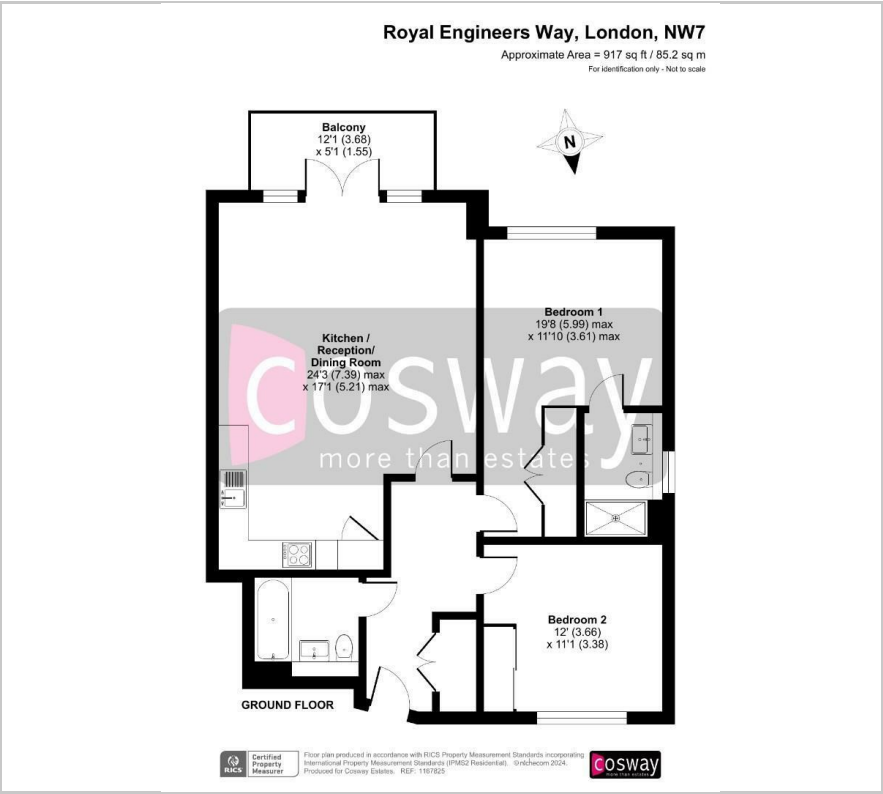 Royal Engineers Way, London, NW7
Approximate Area = 917 sq ft / 85.2 sq m
For identification only - Not to scale
Balcony
12'1 (3.68)
x 5'1 (1.55)
N
Bedroom 1
19'8 (5.99) max
x 11'10 (3.61) max
Kitchen /
Reception/
Dining Room
24'3 (7.39) max
x 17'1 (5.21) max
cosway
more than estates
Bedroom 2
12' (3.66)
x 11'1 (3.38)
GROUND FLOOR
RICS
Certified
Property
Measurer
Floor plan produced in accordance with RICS Property Measurement Standards incorporating
International Property Measurement Standards (IPMS2 Residential). ©nichecom 2024.
Produced for Cosway Estates. REF: 1167825
cosway
more than estates